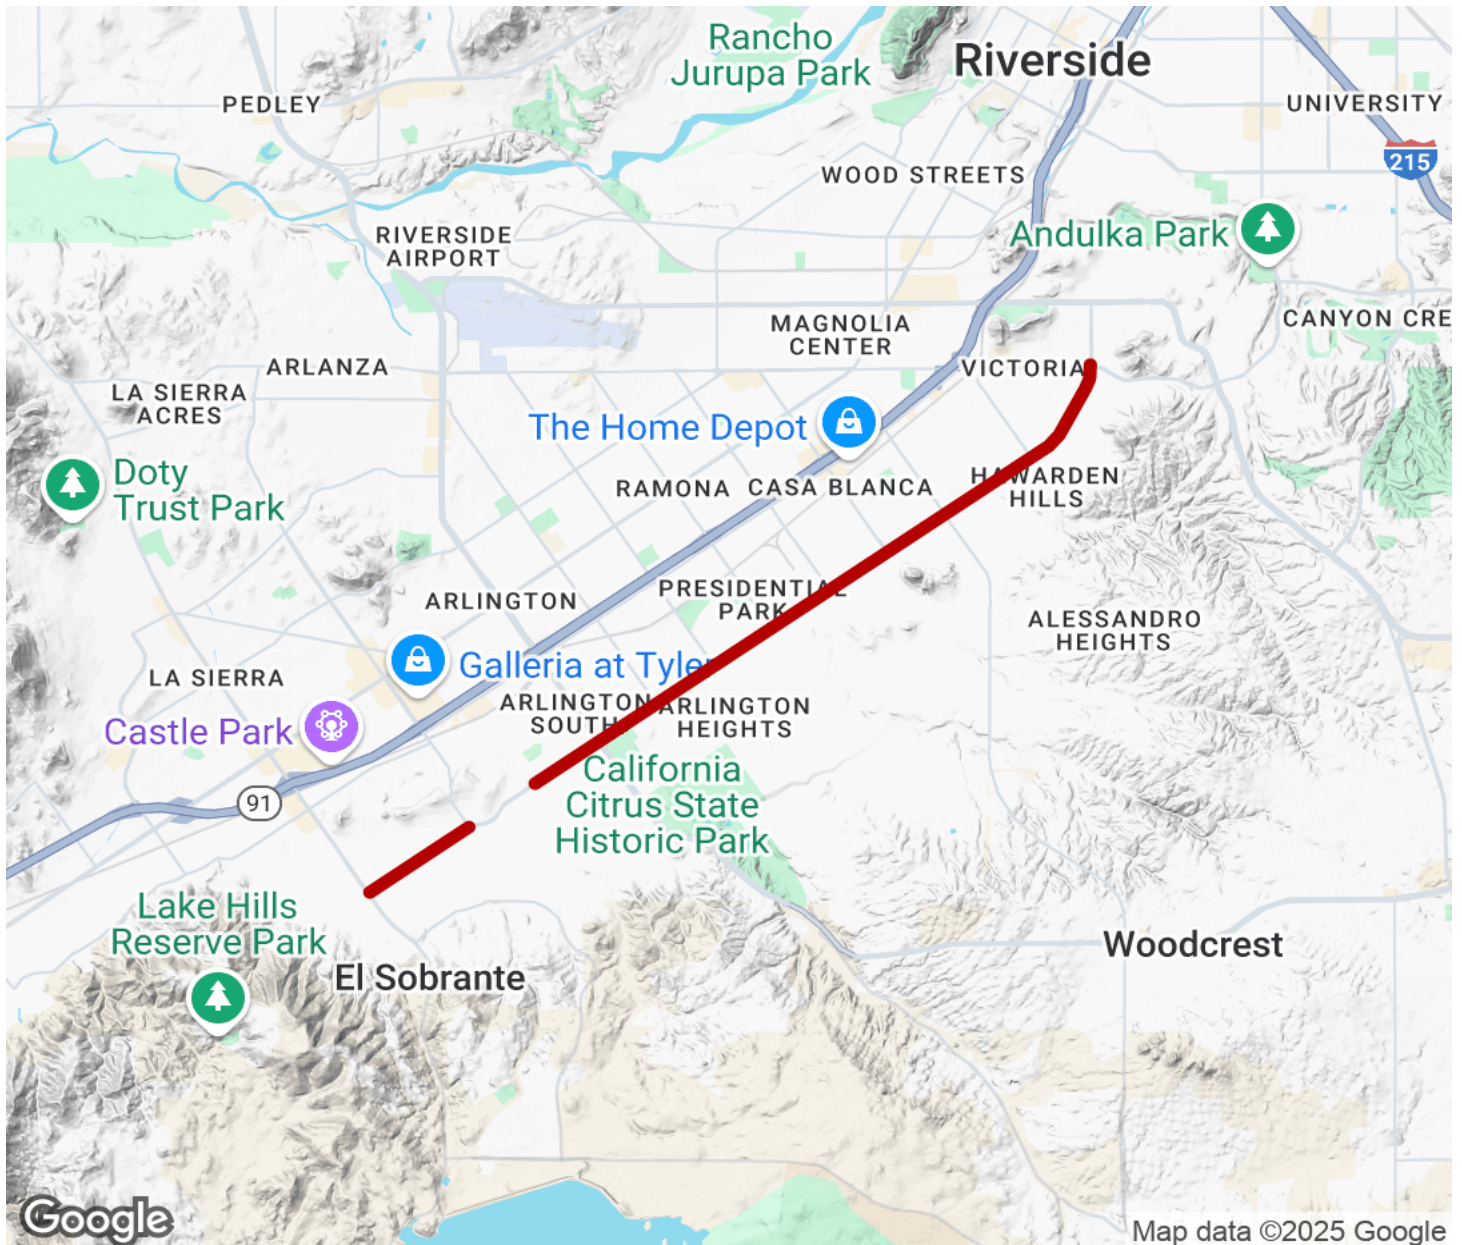 Rancho
Jurupa Park
Riverside
PEDLEY
UNIVERSITY
215
WOOD STREETS
Andulka Park
RIVERSIDE
AIRPORT
MAGNOLIA
CENTER
CANYON CRE
ARLANZA
VICTORIA
LA SIERRA
ACRES
The Home Depot
Doty
Trust Park
RAMONA
CASA BLANCA
HAWARDEN
HILLS
ARLINGTON
PRESIDENTIAL
PARK
ALESSANDRO
HEIGHTS
LA SIERRA
Galleria at Tyler
ARLINGTON
SOUTH
ARLINGTON
HEIGHTS
Castle Park
California
Citrus State
Historic Park
91
Lake Hills
Reserve Park
El Sobrante
Woodcrest
Google
Map data ©2025 Google